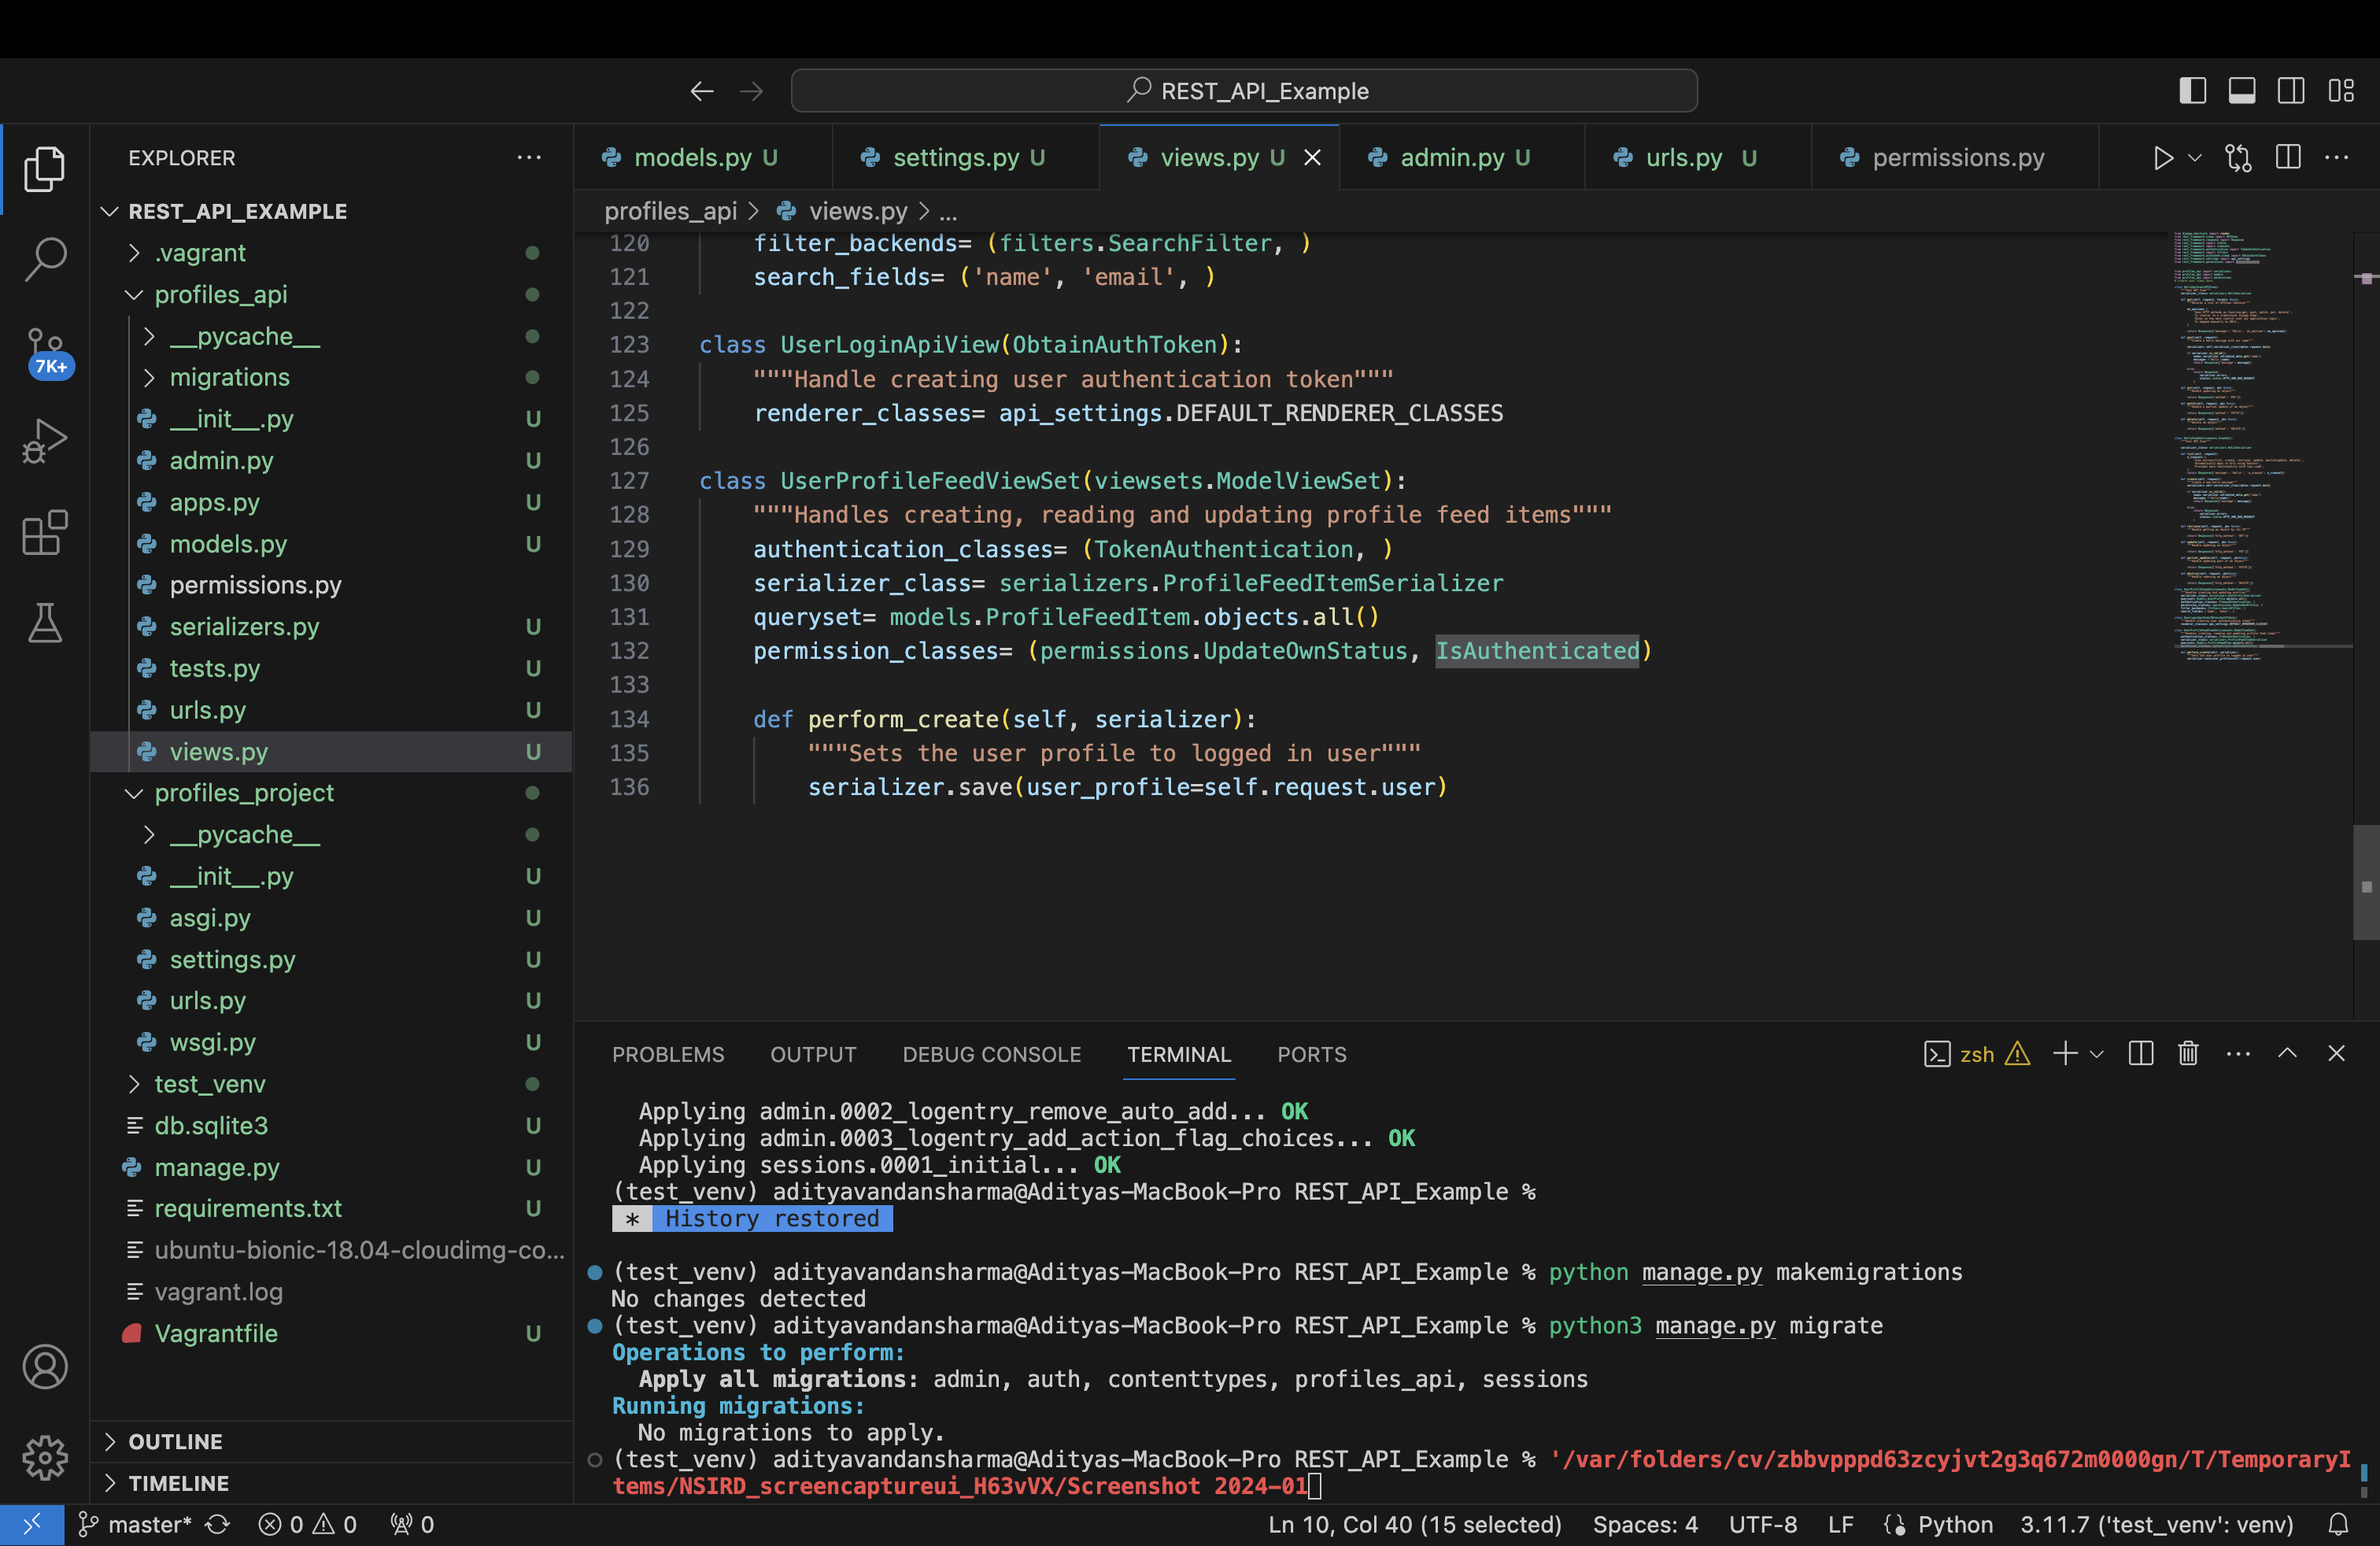 REST_API_Example
EXPLORER
REST_API_EXAMPLE
.vagrant
profiles_api
__pycache__
migrations
__init__.py U
admin.py U
apps.py U
models.py U
permissions.py
serializers.py U
tests.py U
urls.py U
views.py U
profiles_project
__pycache__
__init__.py U
asgi.py U
settings.py U
urls.py U
wsgi.py U
test_venv
db.sqlite3 U
manage.py U
requirements.txt U
ubuntu-bionic-18.04-cloudimg-co...
vagrant.log
Vagrantfile U
OUTLINE
TIMELINE
7K+
models.py U settings.py U views.py U admin.py U urls.py U permissions.py
profiles_api > views.py > ...
120 filter_backends= (filters.SearchFilter, )
121 search_fields= ('name', 'email', )
122
123 class UserLoginApiView(ObtainAuthToken):
124 """Handle creating user authentication token"""
125 renderer_classes= api_settings.DEFAULT_RENDERER_CLASSES
126
127 class UserProfileFeedViewSet(viewsets.ModelViewSet):
128 """Handles creating, reading and updating profile feed items"""
129 authentication_classes= (TokenAuthentication, )
130 serializer_class= serializers.ProfileFeedItemSerializer
131 queryset= models.ProfileFeedItem.objects.all()
132 permission_classes= (permissions.UpdateOwnStatus, IsAuthenticated)
133
134 def perform_create(self, serializer):
135 """Sets the user profile to logged in user"""
136 serializer.save(user_profile=self.request.user)
PROBLEMS OUTPUT DEBUG CONSOLE TERMINAL PORTS zsh
Applying admin.0002_logentry_remove_auto_add... OK
Applying admin.0003_logentry_add_action_flag_choices... OK
Applying sessions.0001_initial... OK
(test_venv) adityavandansharma@Adityas-MacBook-Pro REST_API_Example %
* History restored
(test_venv) adityavandansharma@Adityas-MacBook-Pro REST_API_Example % python manage.py makemigrations
No changes detected
(test_venv) adityavandansharma@Adityas-MacBook-Pro REST_API_Example % python3 manage.py migrate
Operations to perform:
Apply all migrations: admin, auth, contenttypes, profiles_api, sessions
Running migrations:
No migrations to apply.
(test_venv) adityavandansharma@Adityas-MacBook-Pro REST_API_Example % '/var/folders/cv/zbbvpppd63zcyjvt2g3q672m0000gn/T/TemporaryI
tems/NSIRD_screencaptureui_H63vVX/Screenshot 2024-01
master* 0 0 0 Ln 10, Col 40 (15 selected) Spaces: 4 UTF-8 LF Python 3.11.7 ('test_venv': venv)